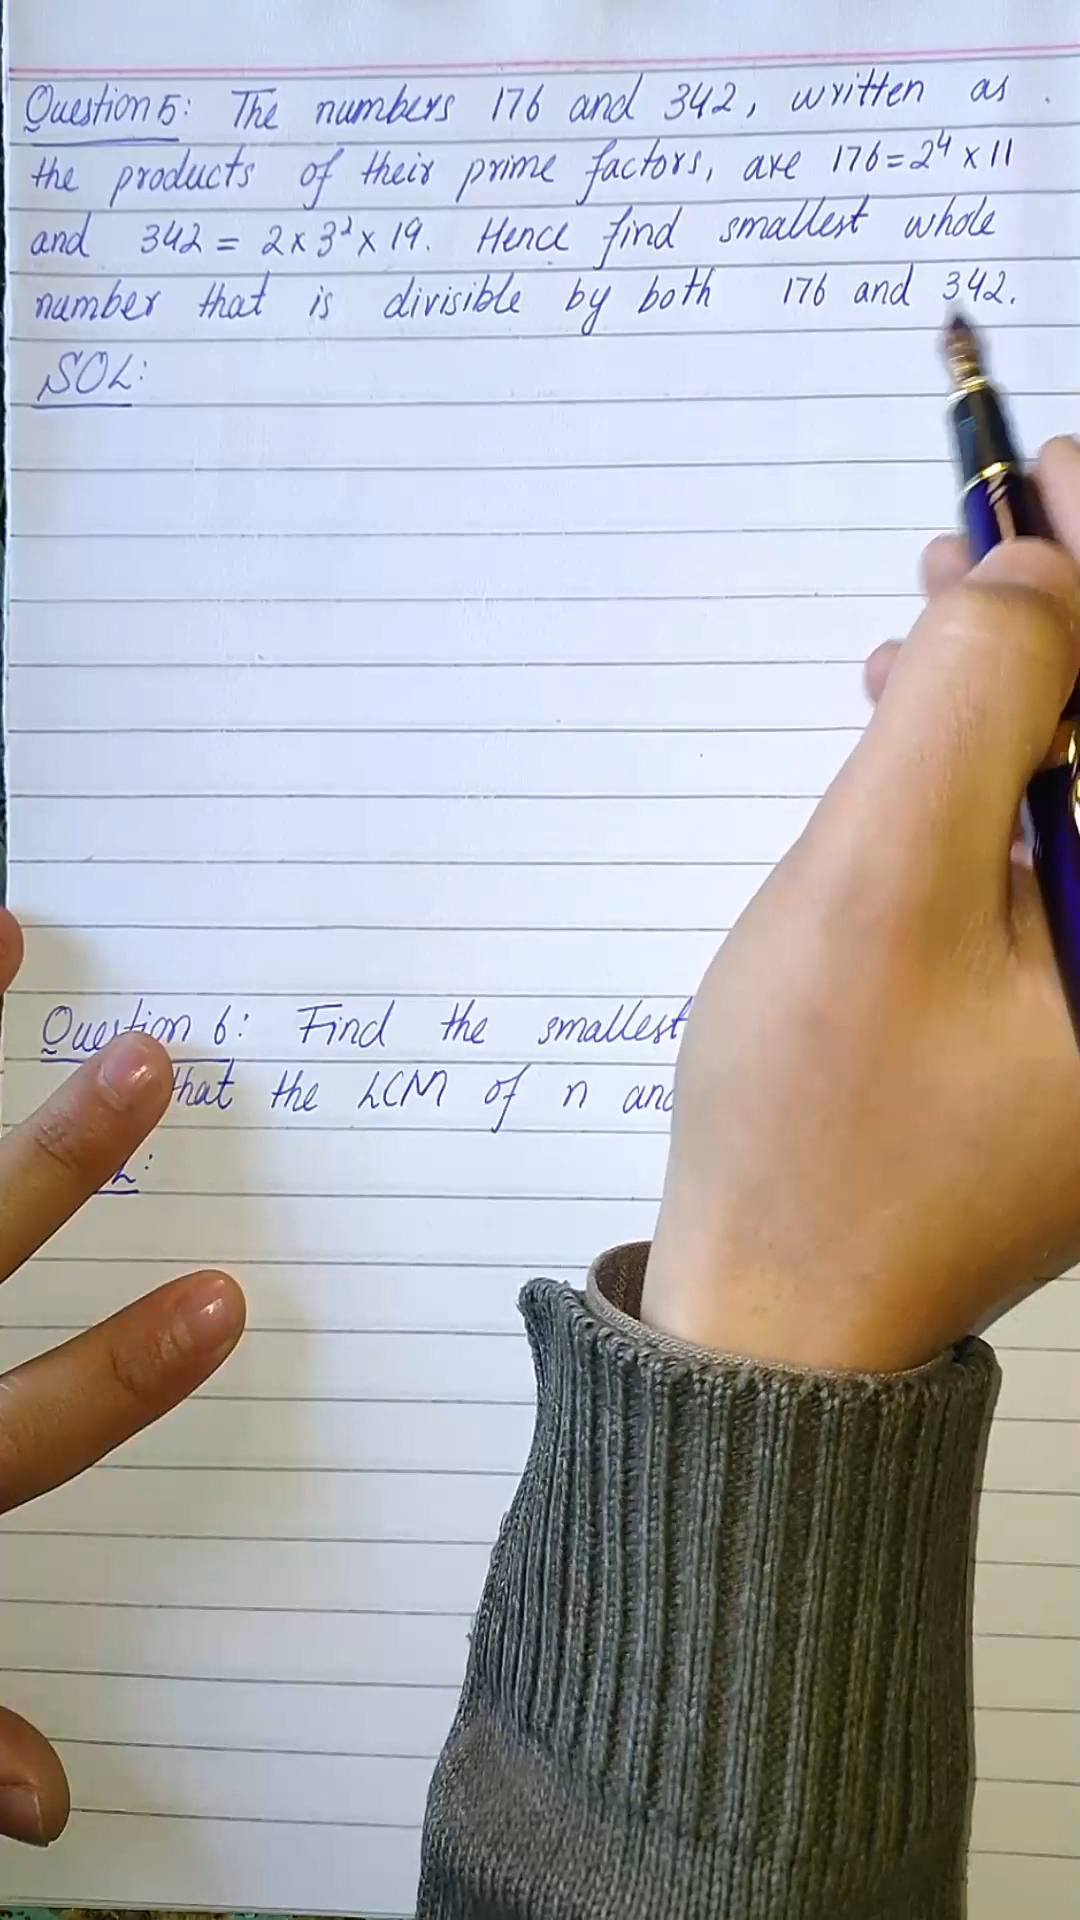 Question 5: The numbers 176 and 342, written as
the products of their prime factors, are 176 = 2⁴ × 11
and 342 = 2 × 3² × 19. Hence find smallest whole
number that is divisible by both 176 and 342.
SOL:
Question 6: Find the smallest
that the LCM of n and